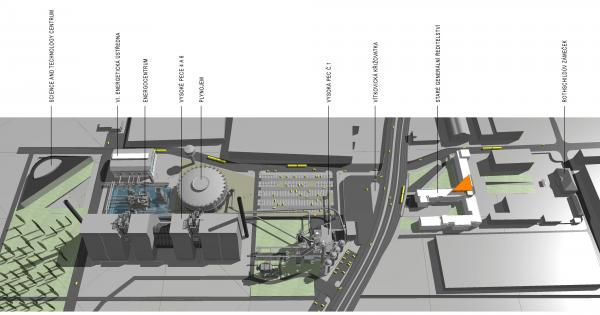 SCIENCE AND TECHNOLOGY CENTRUM
VI. ENERGETICKÁ ÚSTŘEDNA
ENERGOCENTRUM
VYSOKÉ PECE 4 A 6
PLYNOJEM
VYSOKÁ PEC Č.1
VÍTKOVICKÁ KŘIŽOVATKA
STARÉ GENERÁLNÍ ŘEDITELSTVÍ
ROTHSCHILDŮV ZÁMEČEK